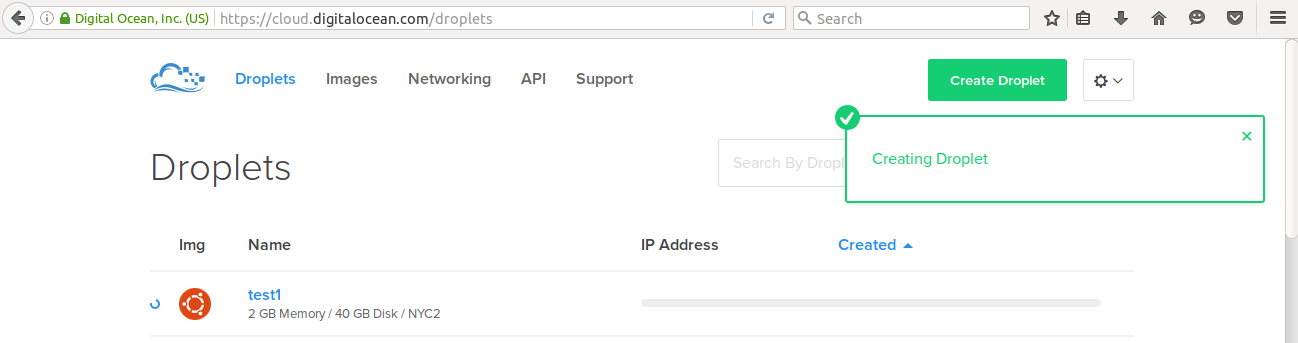 Digital Ocean, Inc. (US) https://cloud.digitalocean.com/droplets Search
Droplets Images Networking API Support Create Droplet
Creating Droplet
Droplets Search By Drople
Img Name IP Address Created
test1
2 GB Memory / 40 GB Disk / NYC2